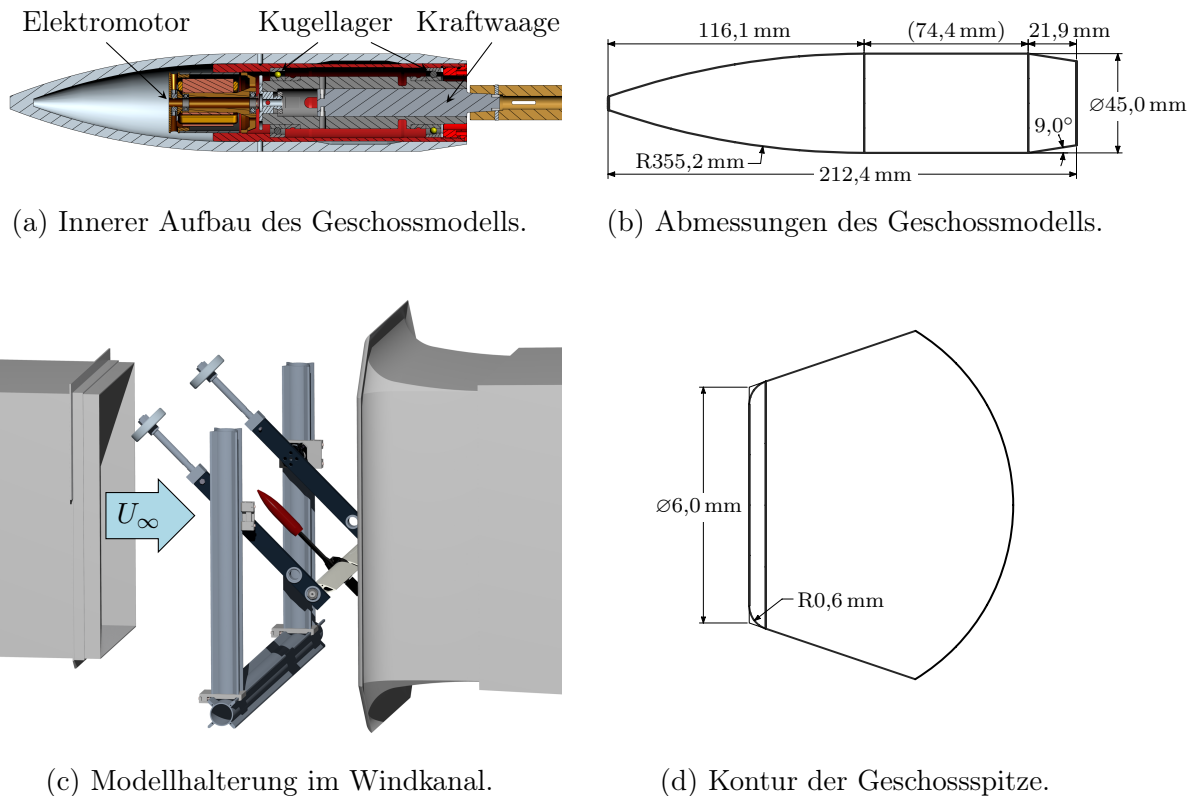 Elektromotor Kugellager Kraftwaage
(a) Innerer Aufbau des Geschossmodells.
116,1 mm (74,4 mm) 21,9 mm
⌀45,0 mm
9,0°
R355,2 mm
212,4 mm
(b) Abmessungen des Geschossmodells.
U∞
(c) Modellhalterung im Windkanal.
⌀6,0 mm
R0,6 mm
(d) Kontur der Geschossspitze.